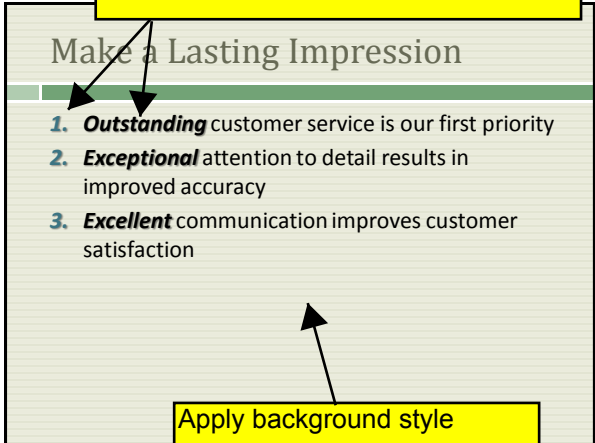 Make a Lasting Impression
1. Outstanding customer service is our first priority
2. Exceptional attention to detail results in
improved accuracy
3. Excellent communication improves customer
satisfaction
Apply background style